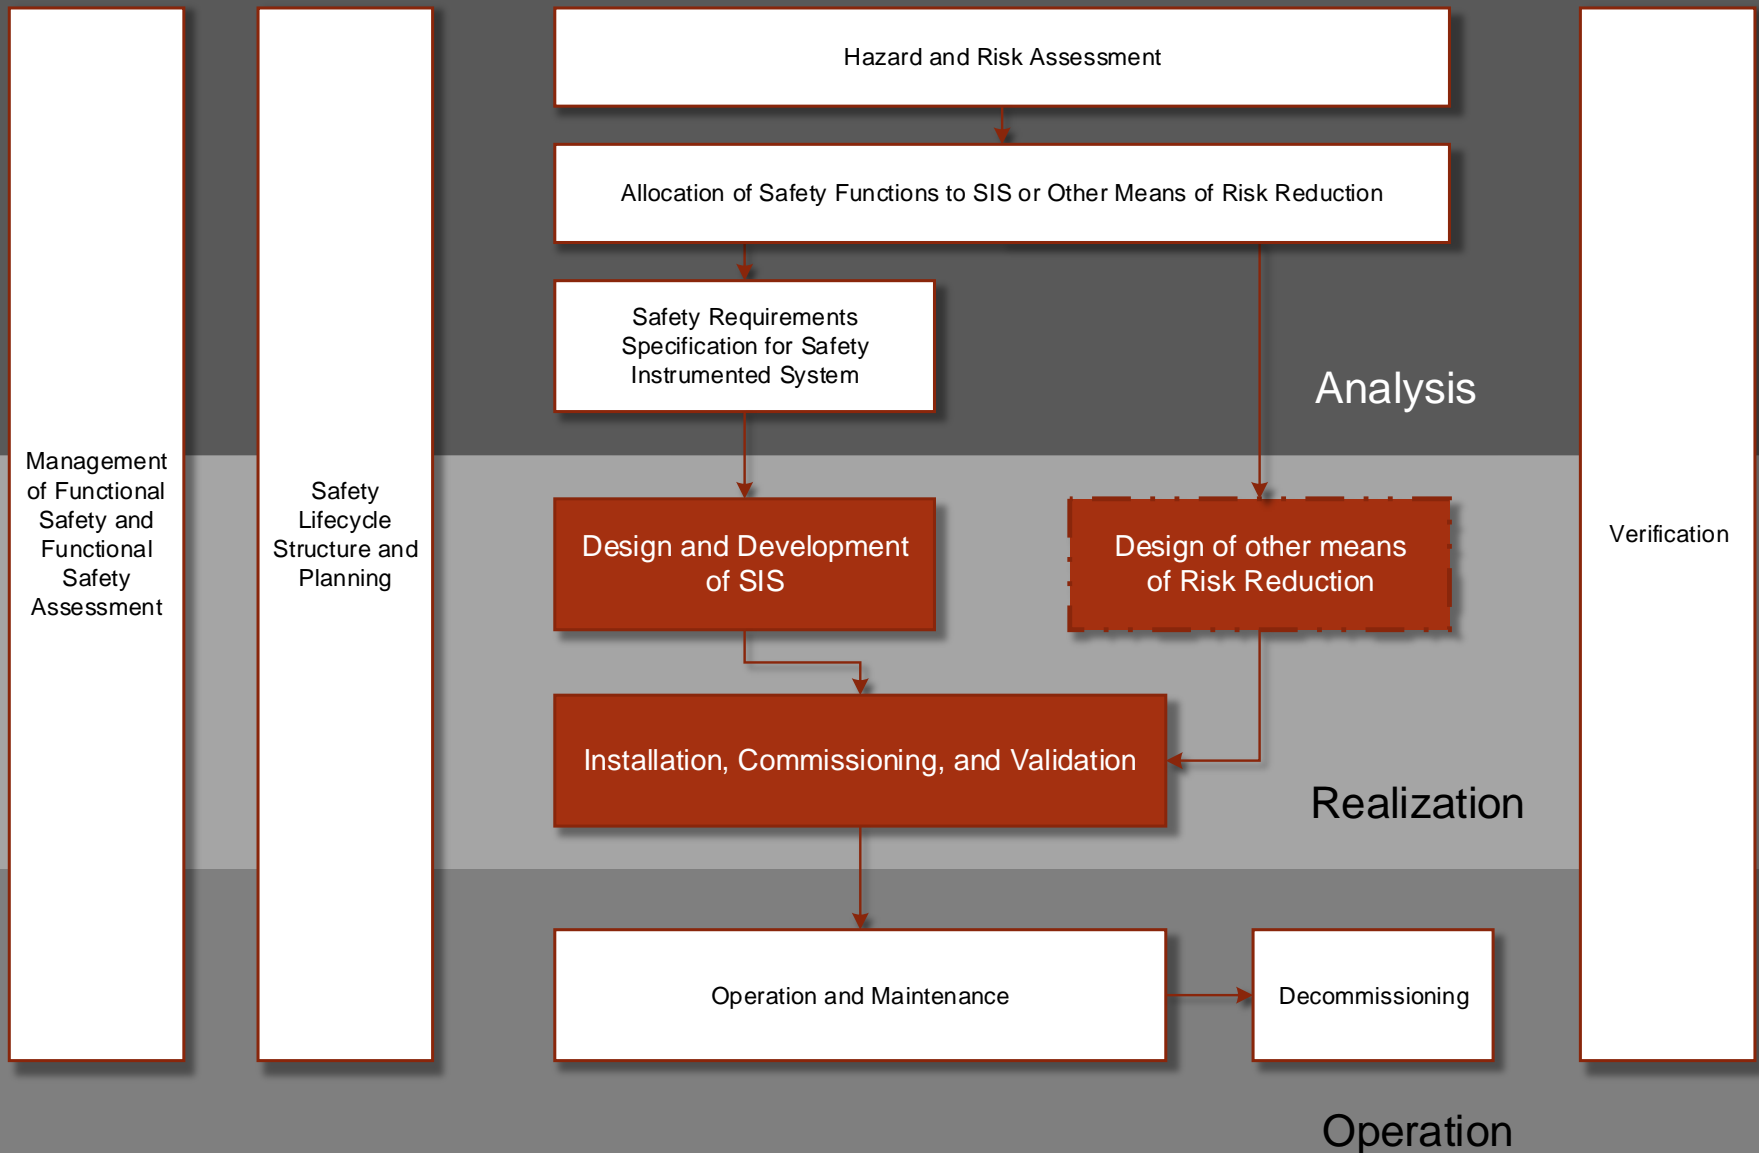 Hazard and Risk Assessment
Allocation of Safety Functions to SIS or Other Means of Risk Reduction
Safety Requirements
Specification for Safety
Instrumented System
Analysis
Management
of Functional
Safety and
Functional
Safety
Assessment
Safety
Lifecycle
Structure and
Planning
Design and Development
of SIS
Design of other means
of Risk Reduction
Verification
Installation, Commissioning, and Validation
Realization
Operation and Maintenance
Decommissioning
Operation